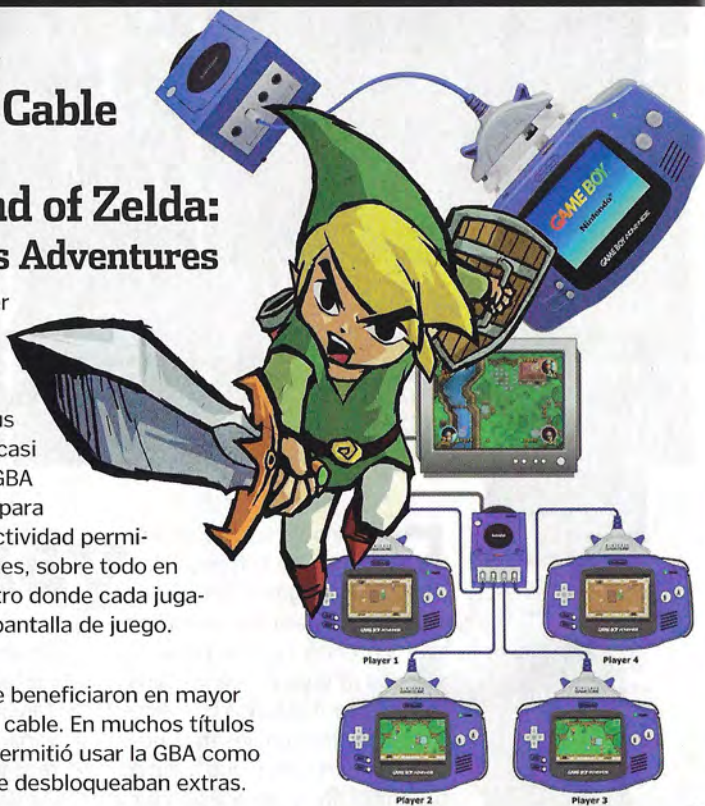 Cable
d of Zelda:
s Adventures
er
us
casi
GBA
para
ctividad permi-
es, sobre todo en
tro donde cada juga-
pantalla de juego.
e beneficiaron en mayor
cable. En muchos títulos
ermitió usar la GBA como
e desbloqueaban extras.
GAME BOY
Nintendo
GAME BOY ADVANCE
Player 1
Player 4
Player 2
Player 3